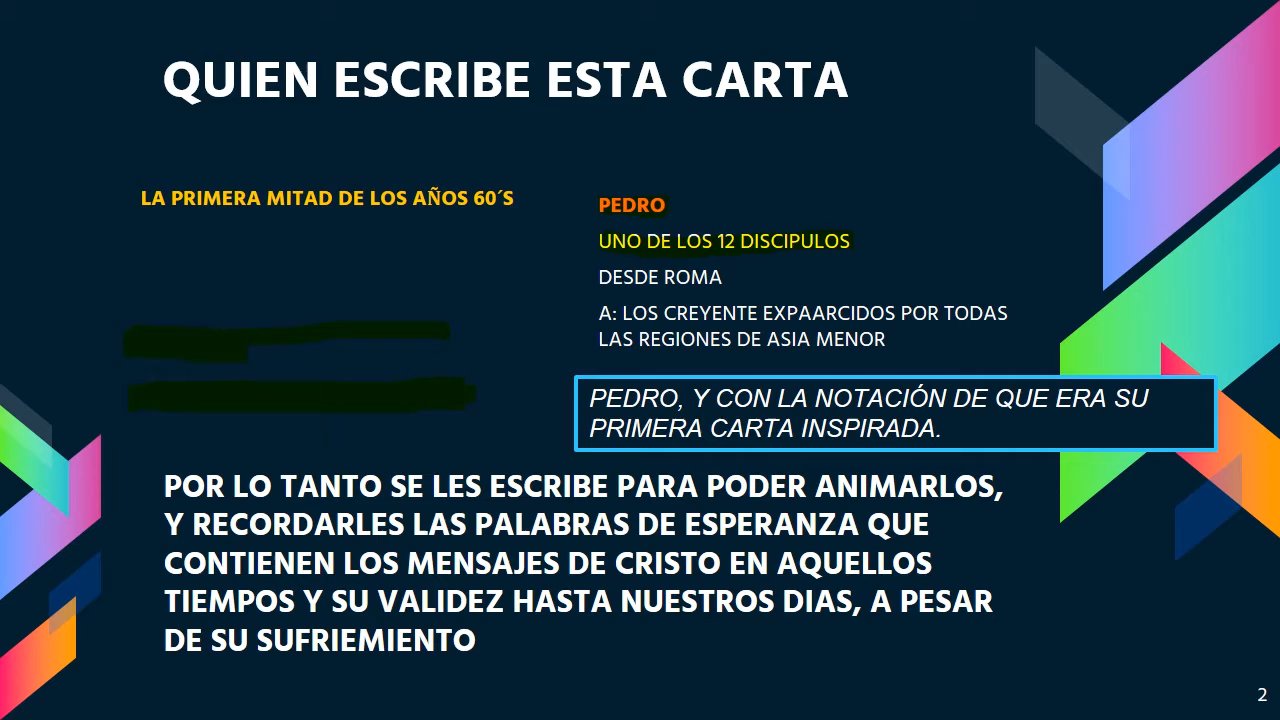 QUIEN ESCRIBE ESTA CARTA
LA PRIMERA MITAD DE LOS AÑOS 60´S
PEDRO
UNO DE LOS 12 DISCIPULOS
DESDE ROMA
A: LOS CREYENTE EXPAARCIDOS POR TODAS
LAS REGIONES DE ASIA MENOR
PEDRO, Y CON LA NOTACIÓN DE QUE ERA SU
PRIMERA CARTA INSPIRADA.
POR LO TANTO SE LES ESCRIBE PARA PODER ANIMARLOS,
Y RECORDARLES LAS PALABRAS DE ESPERANZA QUE
CONTIENEN LOS MENSAJES DE CRISTO EN AQUELLOS
TIEMPOS Y SU VALIDEZ HASTA NUESTROS DIAS, A PESAR
DE SU SUFRIEMIENTO
2